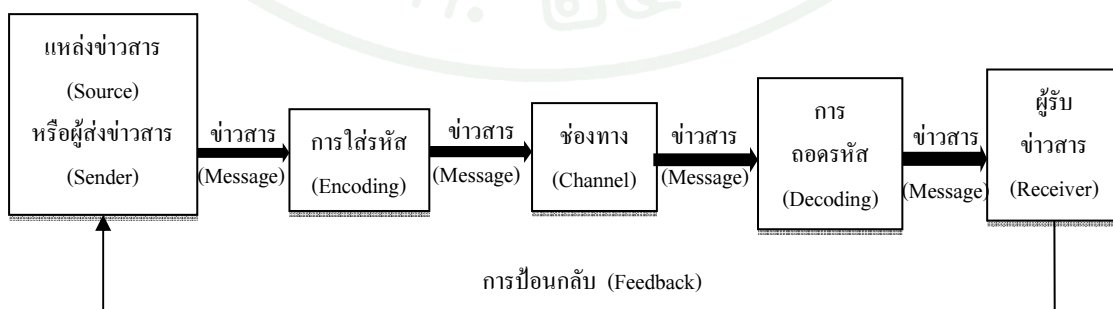 แหล่งข่าวสาร
(Source)
หรือผู้ส่งข่าวสาร
(Sender)
ข่าวสาร
(Message)
การใส่รหัส
(Encoding)
ข่าวสาร
(Message)
ช่องทาง
(Channel)
ข่าวสาร
(Message)
การ
ถอดรหัส
(Decoding)
ข่าวสาร
(Message)
ผู้รับ
ข่าวสาร
(Receiver)
การป้อนกลับ (Feedback)